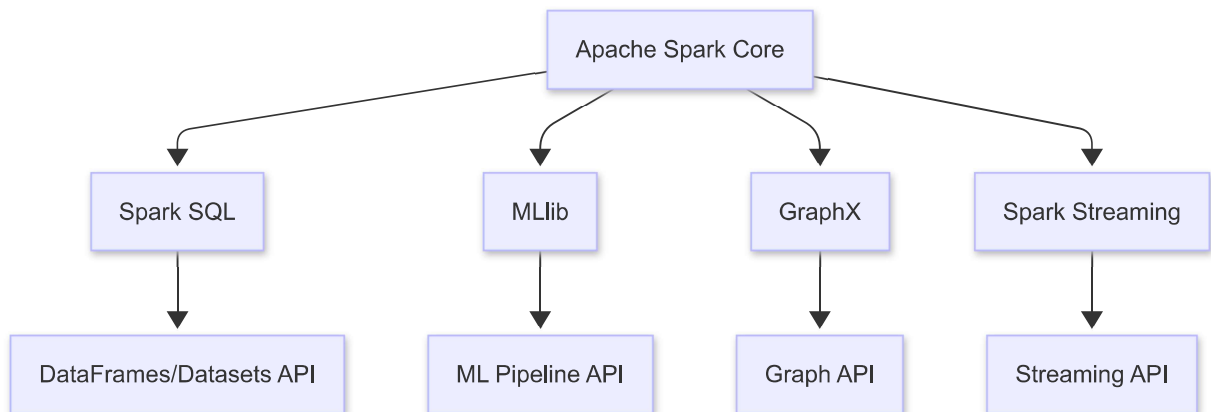 Apache Spark Core
Spark SQL
MLlib
GraphX
Spark Streaming
DataFrames/Datasets API
ML Pipeline API
Graph API
Streaming API